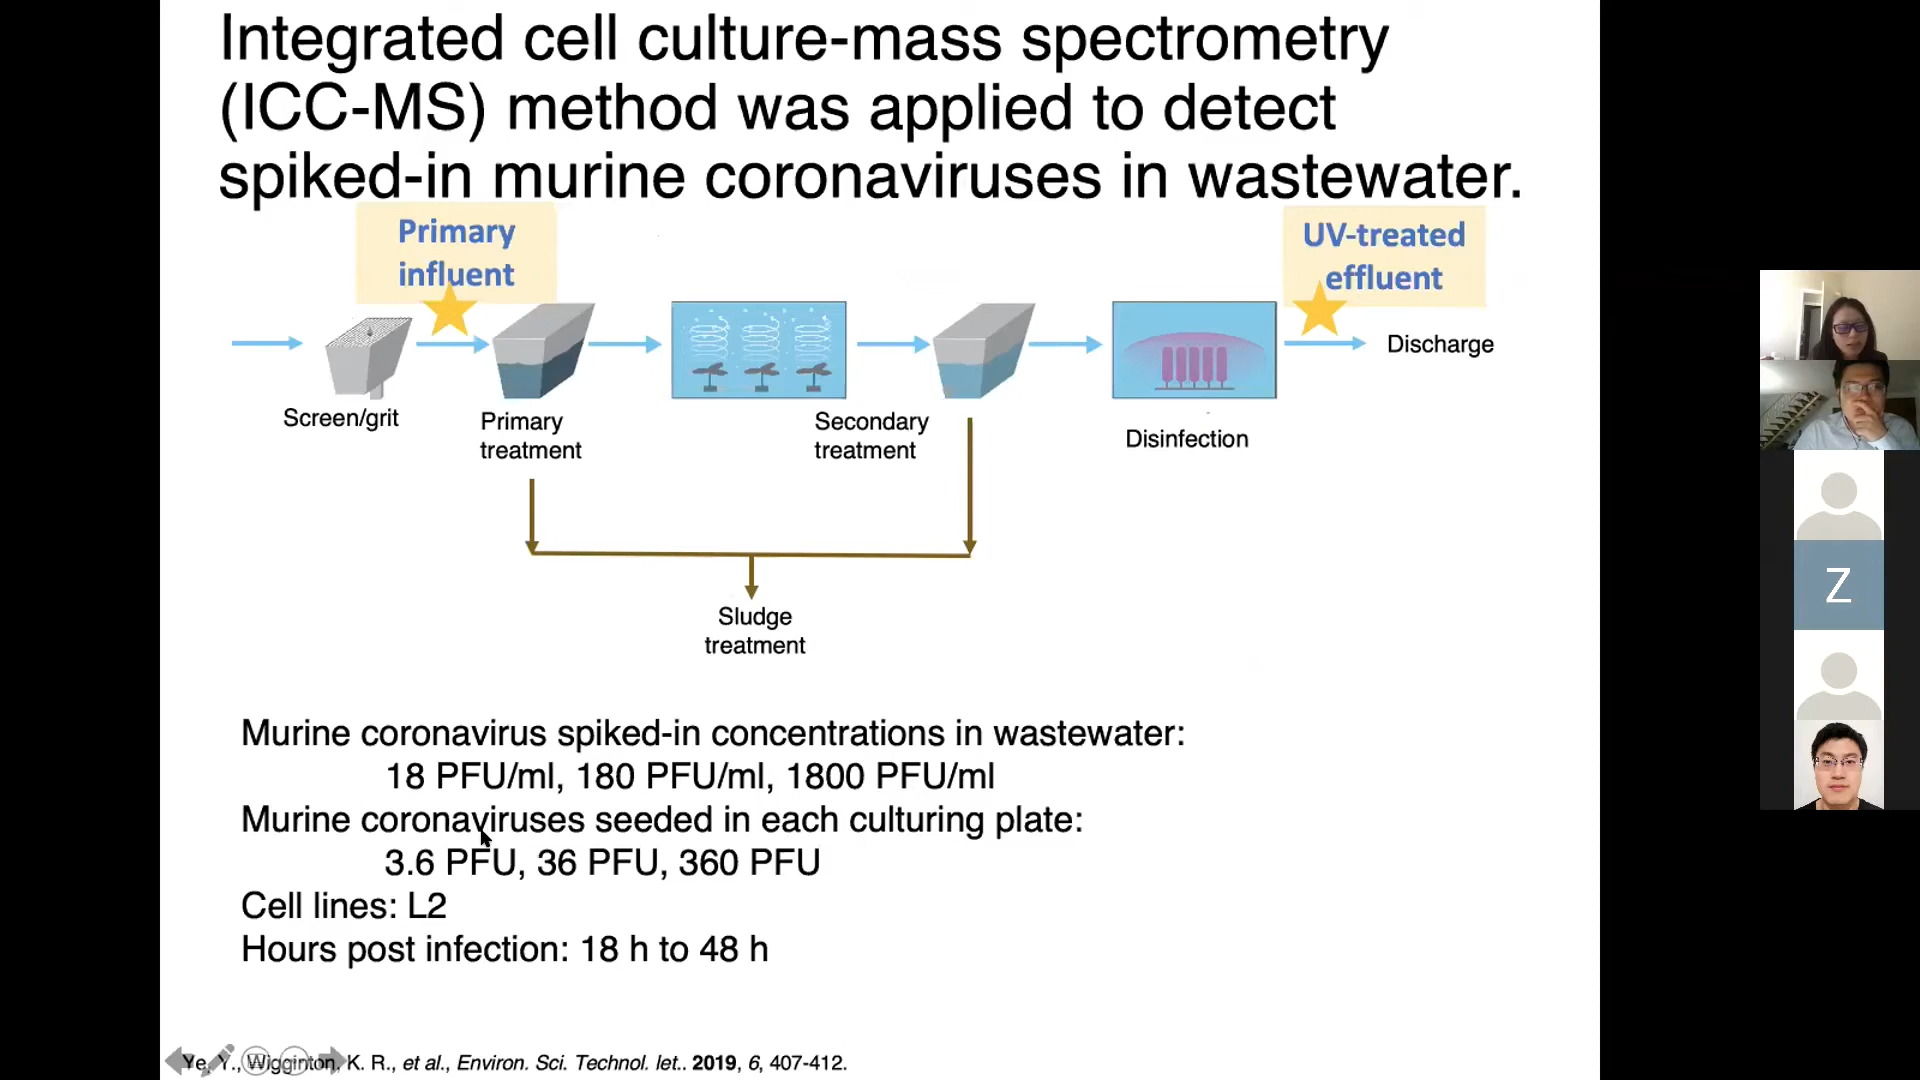 Integrated cell culture-mass spectrometry
(ICC-MS) method was applied to detect
spiked-in murine coronaviruses in wastewater.
Primary
influent
UV-treated
effluent
Discharge
Screen/grit
Primary
treatment
Secondary
treatment
Disinfection
Sludge
treatment
Murine coronavirus spiked-in concentrations in wastewater:
18 PFU/ml, 180 PFU/ml, 1800 PFU/ml
Murine coronaviruses seeded in each culturing plate:
3.6 PFU, 36 PFU, 360 PFU
Cell lines: L2
Hours post infection: 18 h to 48 h
Ye, Y., Wigginton, K. R., et al., Environ. Sci. Technol. let.. 2019, 6, 407-412.
Z